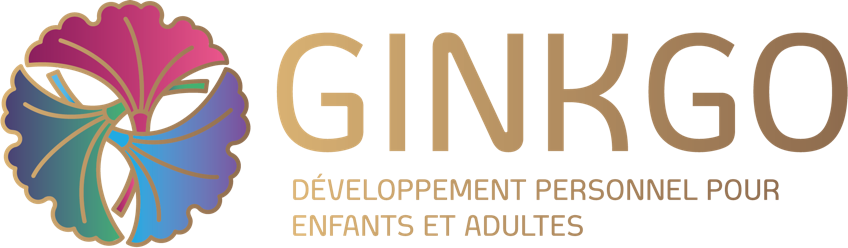 GINKGO
DÉVELOPPEMENT PERSONNEL POUR
ENFANTS ET ADULTES